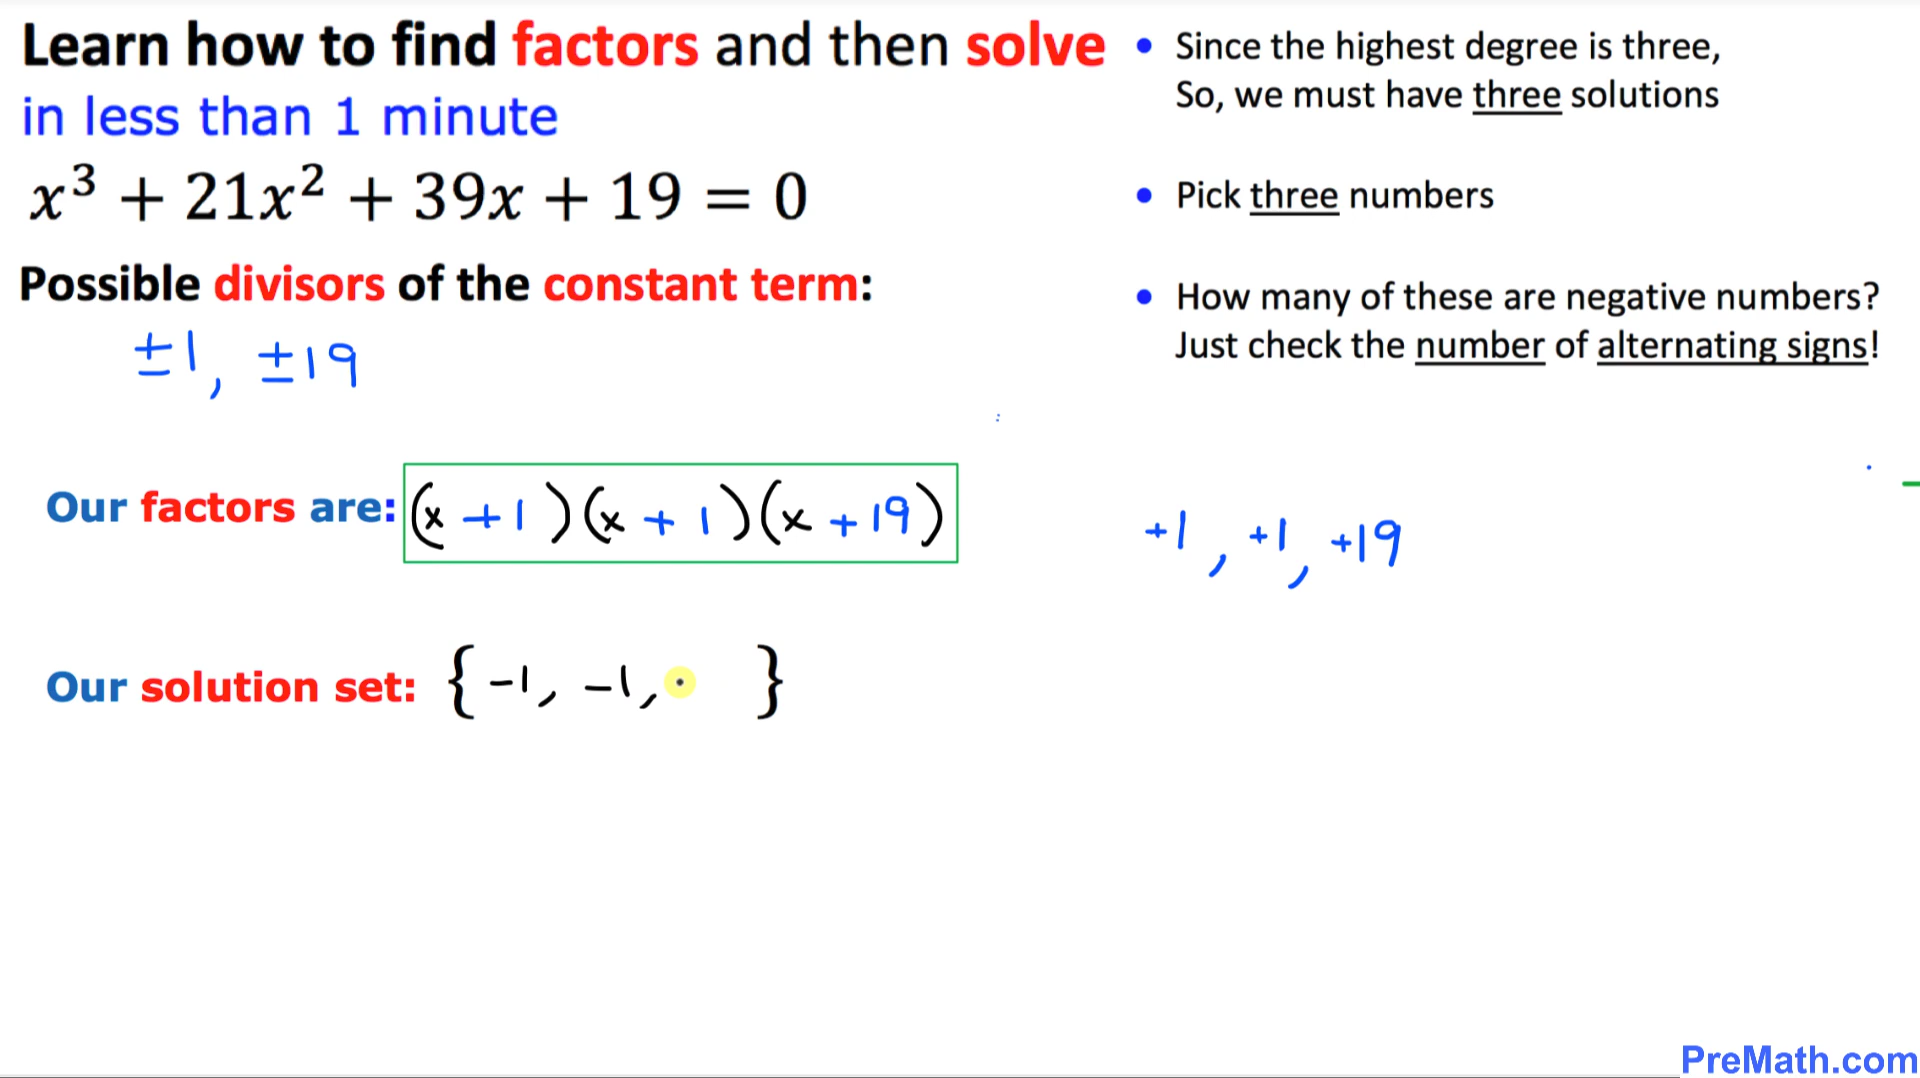 Learn how to find factors and then solve
in less than 1 minute
x³ + 21x² + 39x + 19 = 0
Possible divisors of the constant term:
±1, ±19
Our factors are: (x + 1)(x + 1)(x + 19)
Our solution set: { -1, -1, }
• Since the highest degree is three,
So, we must have three solutions
• Pick three numbers
• How many of these are negative numbers?
Just check the number of alternating signs!
+1, +1, +19
PreMath.com